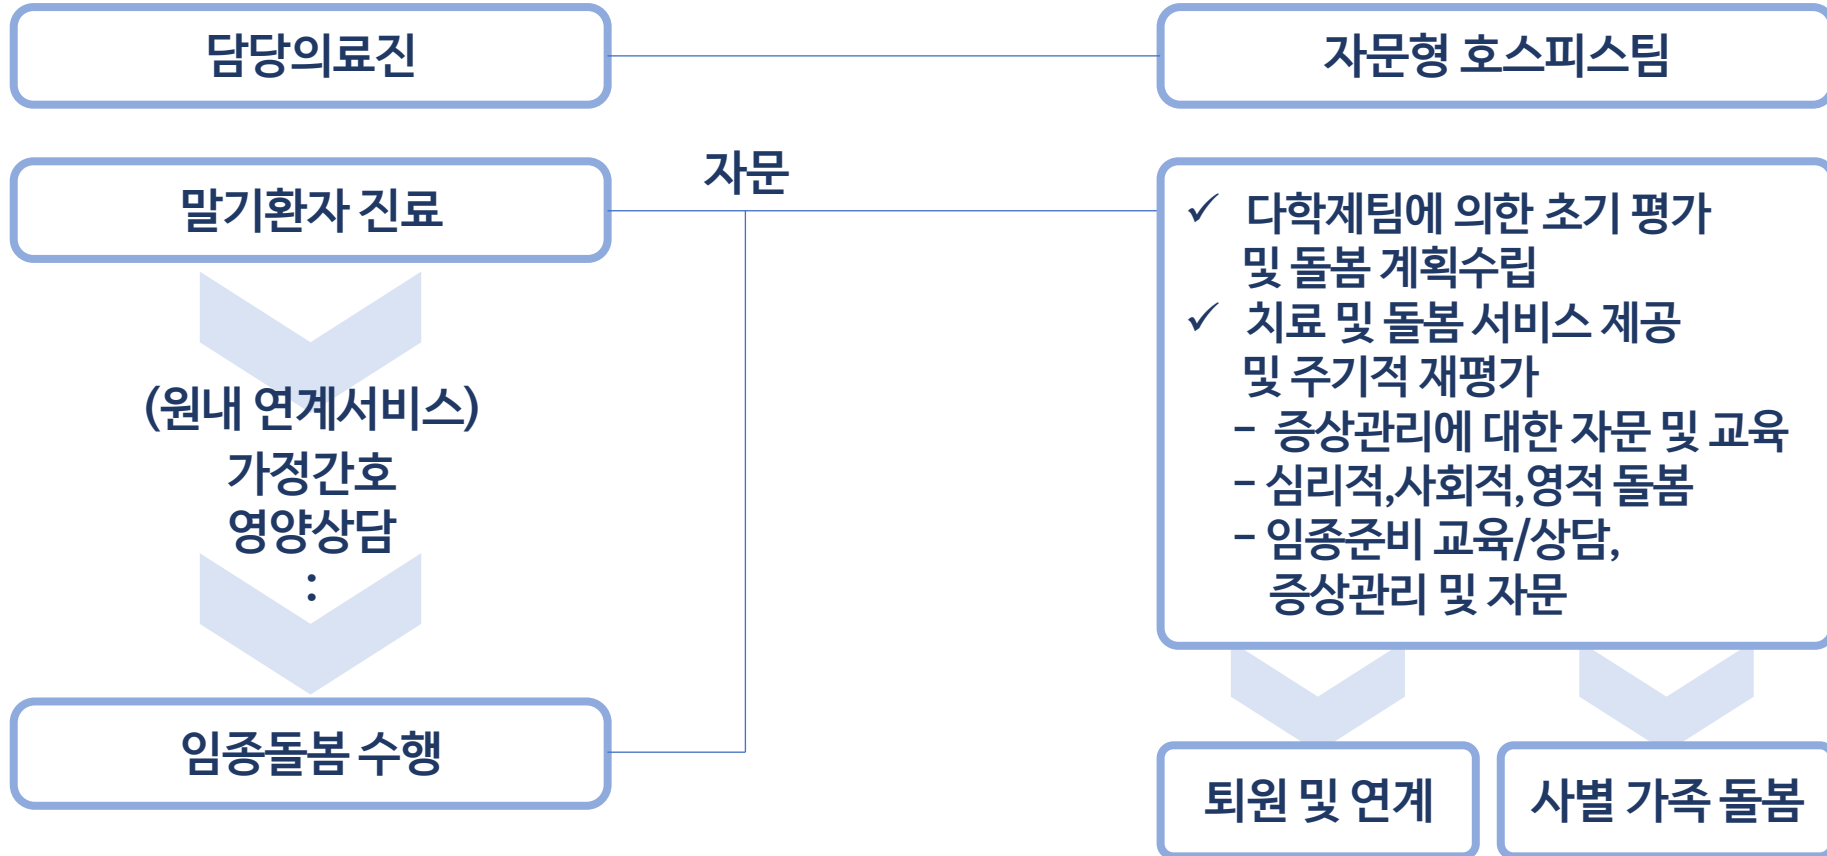 담당의료진
자문형 호스피스팀
말기환자 진료
자문
(원내 연계서비스)
가정간호
영양상담
:
임종돌봄 수행
✓ 다학제팀에 의한 초기 평가
및 돌봄 계획수립
✓ 치료 및 돌봄 서비스 제공
및 주기적 재평가
- 증상관리에 대한 자문 및 교육
- 심리적,사회적,영적 돌봄
- 임종준비 교육/상담,
증상관리 및 자문
퇴원 및 연계
사별 가족 돌봄